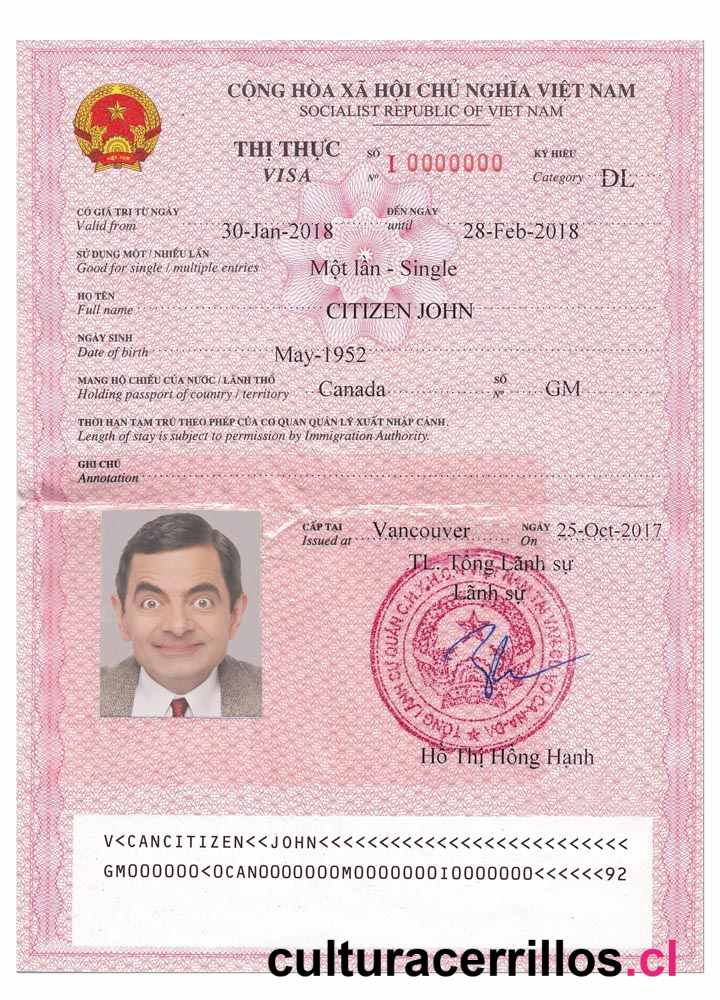 CỘNG HÒA XÃ HỘI CHỦ NGHĨA VIỆT NAM
SOCIALIST REPUBLIC OF VIET NAM
THỊ THỰC SỐ I 0000000 KÝ HIỆU
VISA Nº Category ĐL
CÓ GIÁ TRỊ TỪ NGÀY ĐẾN NGÀY
Valid from 30-Jan-2018 until 28-Feb-2018
SỬ DỤNG MỘT / NHIỀU LẦN
Good for single / multiple entries Một lần - Single
HỌ TÊN
Full name CITIZEN JOHN
NGÀY SINH
Date of birth May-1952
MANG HỘ CHIẾU CỦA NƯỚC / LÃNH THỔ SỐ
Holding passport of country / territory Canada Nº GM
THỜI HẠN TẠM TRÚ THEO PHÉP CỦA CƠ QUAN QUẢN LÝ XUẤT NHẬP CẢNH.
Length of stay is subject to permission by Immigration Authority.
GHI CHÚ
Annotation
CẤP TẠI Vancouver NGÀY 25-Oct-2017
Issued at On
TL. Tổng Lãnh sự
Lãnh sự
Hồ Thị Hồng Hạnh
V<CANCITIZEN<<JOHN<<<<<<<<<<<<<<<<<<<<<<<<<<
GM000000<0CAN0000000M0000000I0000000<<<<<<92
culturacerrillos.cl